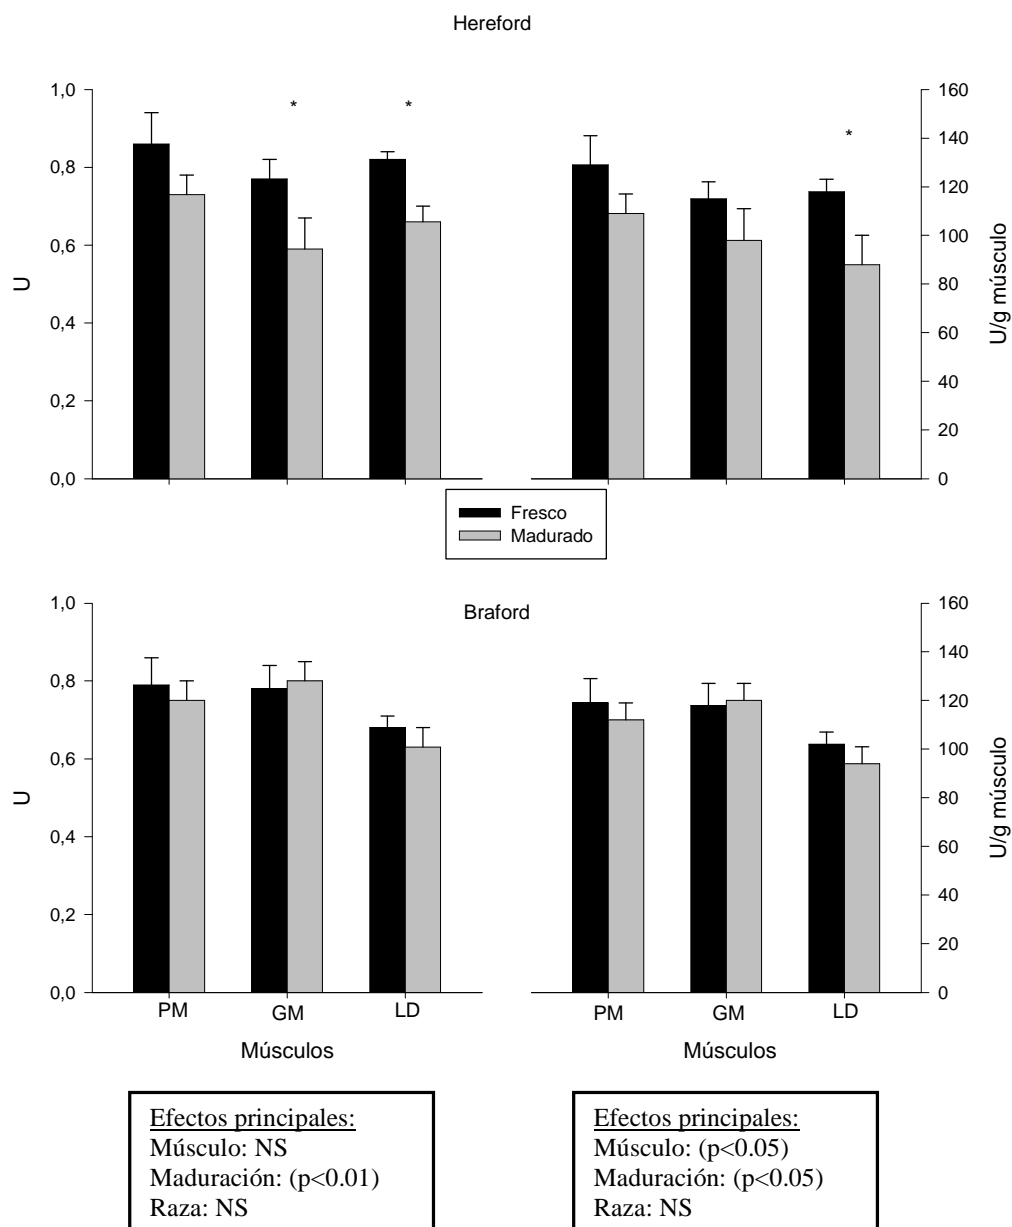 Hereford
* * *
1,0
0,8
0,6
0,4
0,2
0,0
U
160
140
120
100
80
60
40
20
0
U/g músculo
Fresco
Madurado
Braford
1,0
0,8
0,6
0,4
0,2
0,0
U
160
140
120
100
80
60
40
20
0
U/g músculo
PM GM LD
PM GM LD
Músculos
Músculos
Efectos principales:
Músculo: NS
Maduración: (p<0.01)
Raza: NS
Efectos principales:
Músculo: (p<0.05)
Maduración: (p<0.05)
Raza: NS